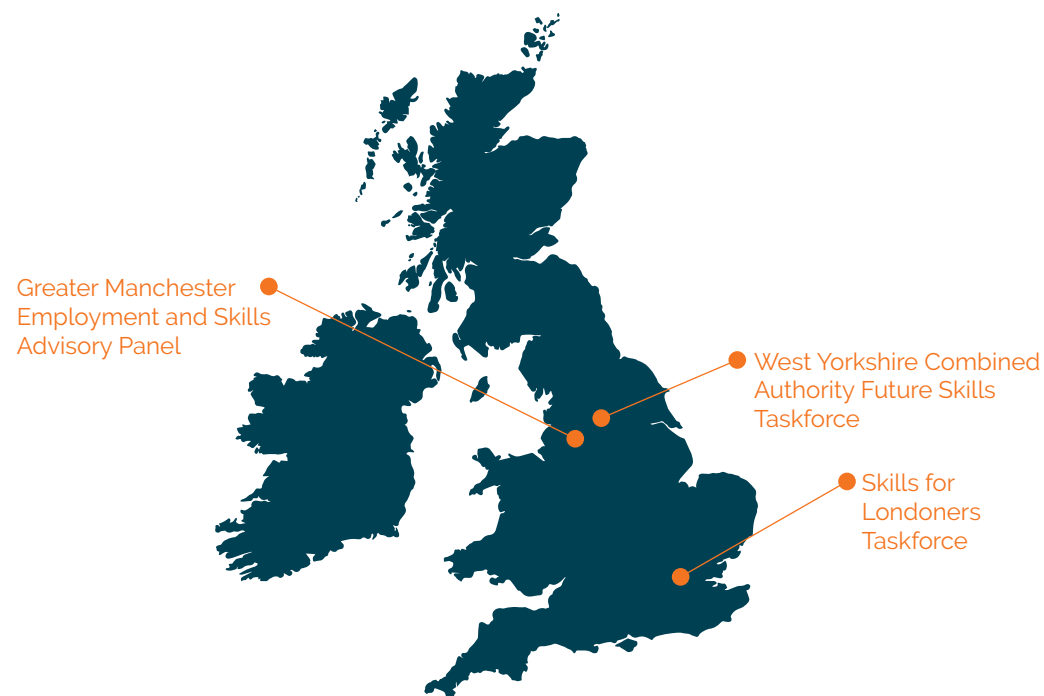 Greater Manchester
Employment and Skills
Advisory Panel
West Yorkshire Combined
Authority Future Skills
Taskforce
Skills for
Londoners
Taskforce